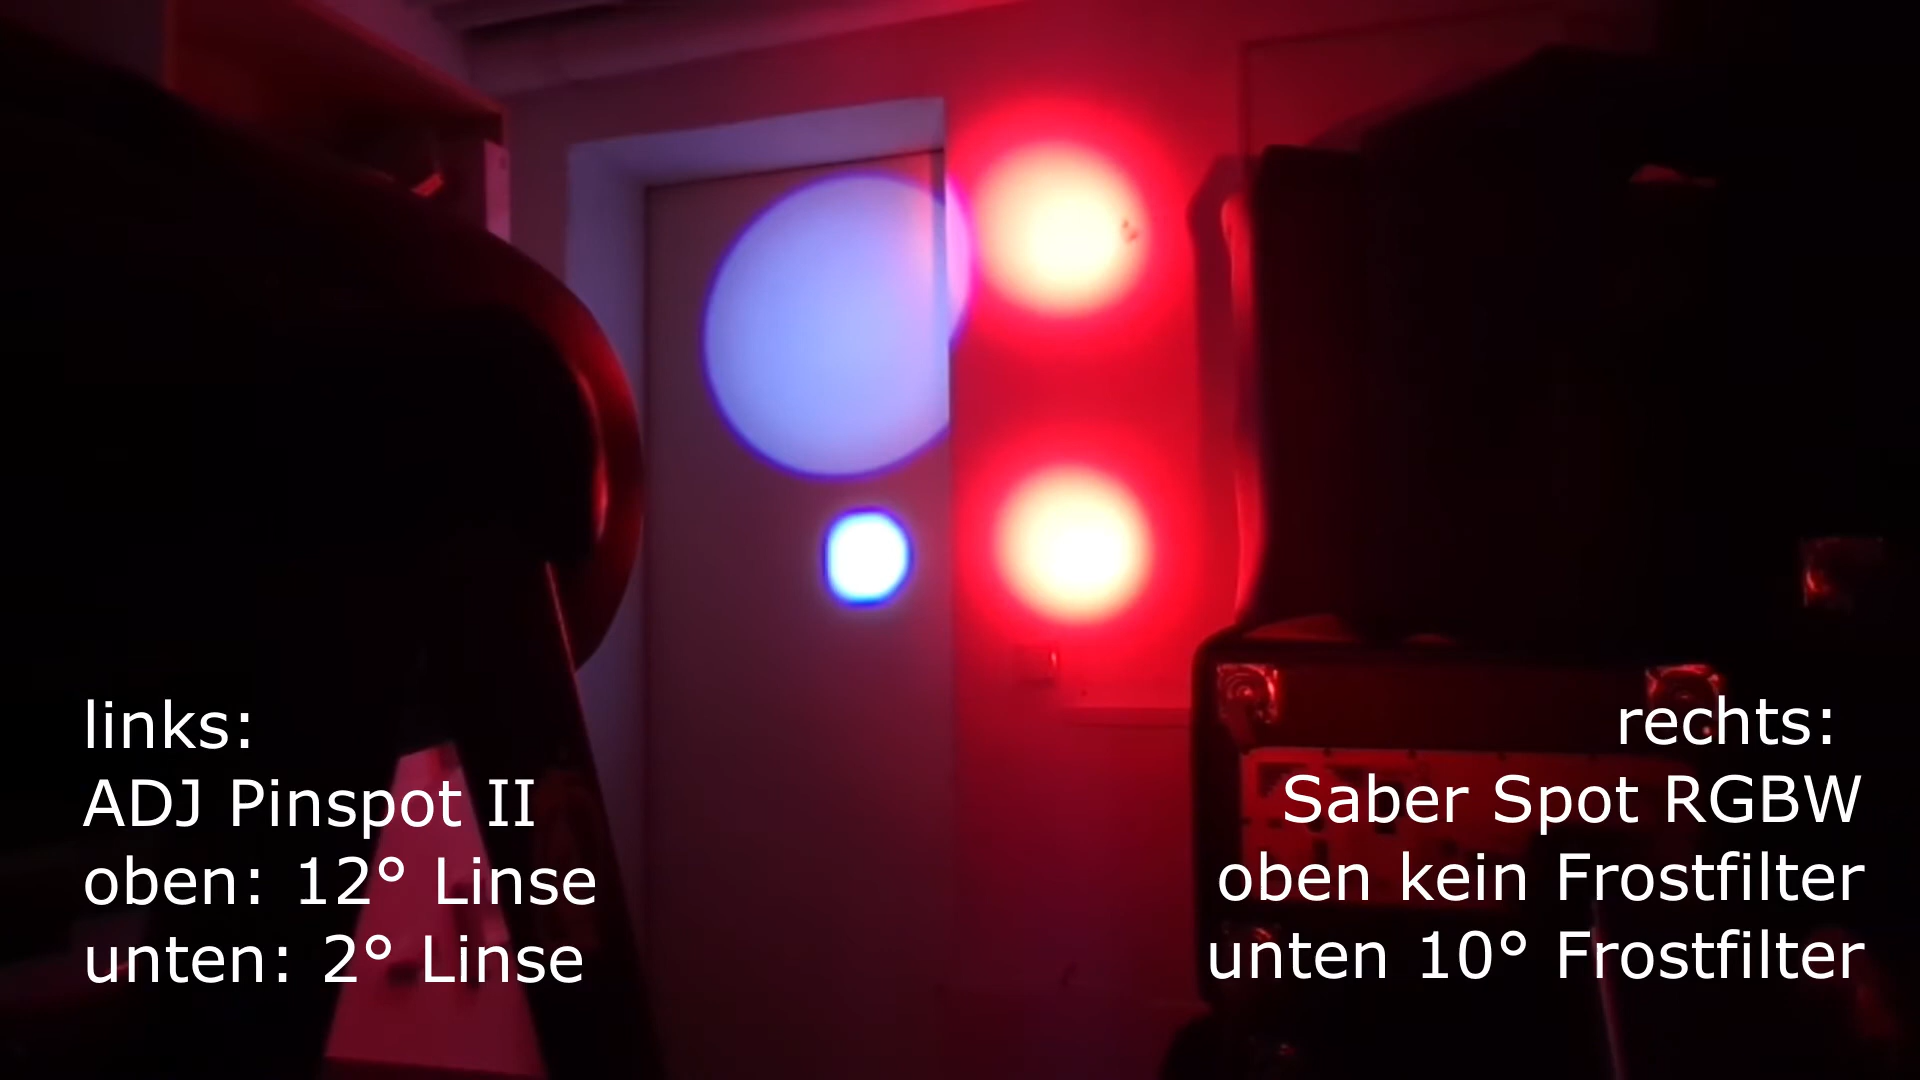 links:
ADJ Pinspot II
oben: 12° Linse
unten: 2° Linse
rechts:
Saber Spot RGBW
oben kein Frostfilter
unten 10° Frostfilter